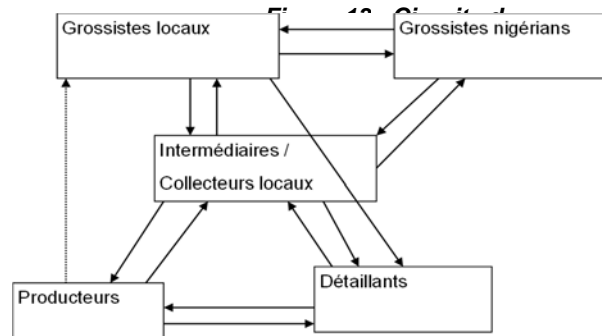 Grossistes locaux
Grossistes nigérians
Intermédiaires /
Collecteurs locaux
Producteurs
Détaillants